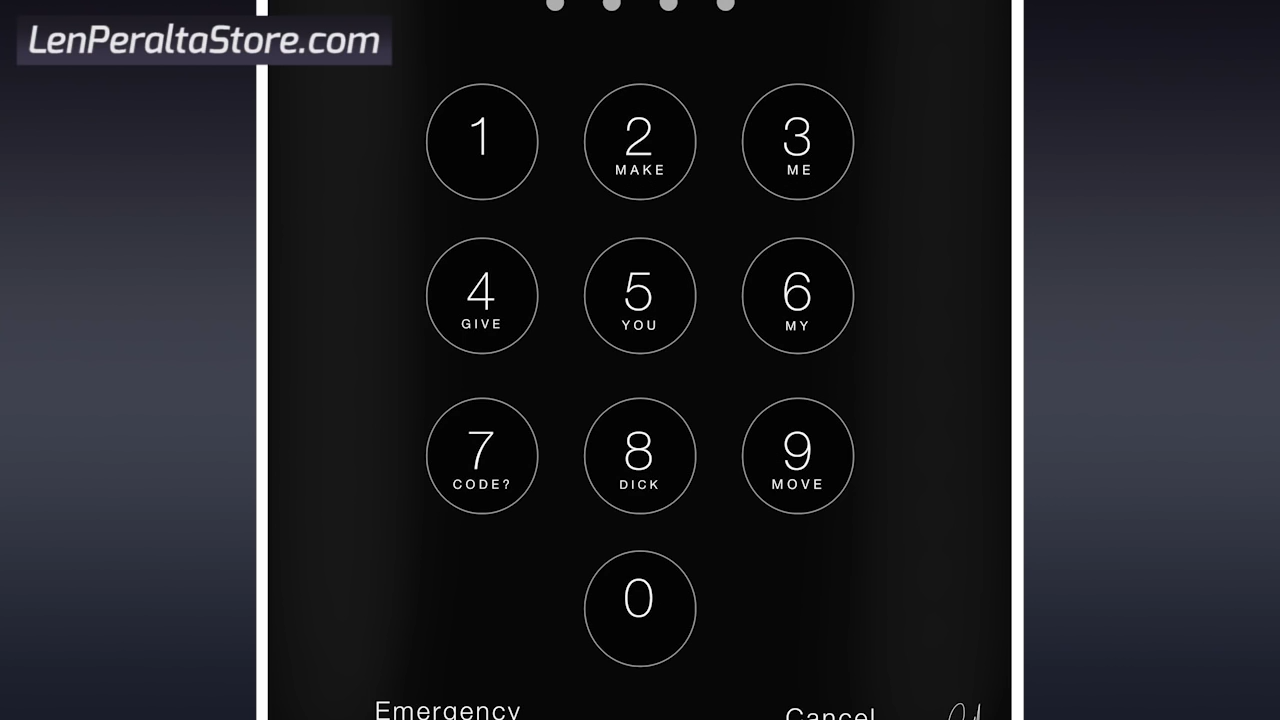 LenPeraltaStore.com
1 2 3
MAKE ME
4 5 6
GIVE YOU MY
7 8 9
CODE? DICK MOVE
0
Emergency Cancel